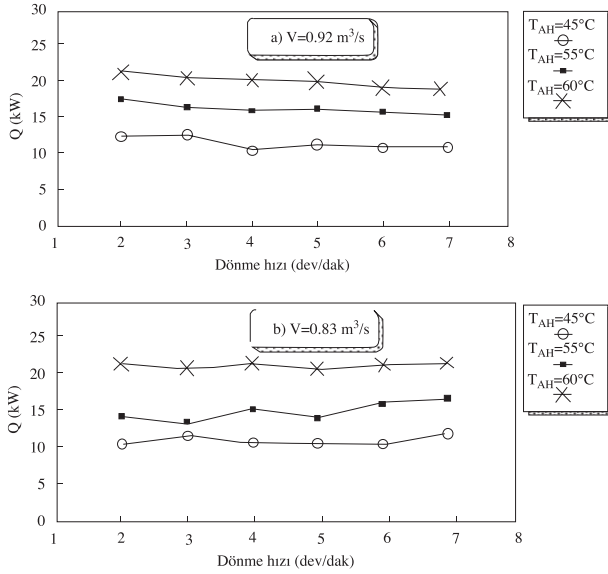 30
25
20
15
10
5
0
Q (kW)
a) V=0.92 m³/s
1 2 3 4 5 6 7 8
Dönme hızı (dev/dak)
T_AH=45°C
T_AH=55°C
T_AH=60°C
30
25
20
15
10
5
0
Q (kW)
b) V=0.83 m³/s
1 2 3 4 5 6 7 8
Dönme hızı (dev/dak)
T_AH=45°C
T_AH=55°C
T_AH=60°C